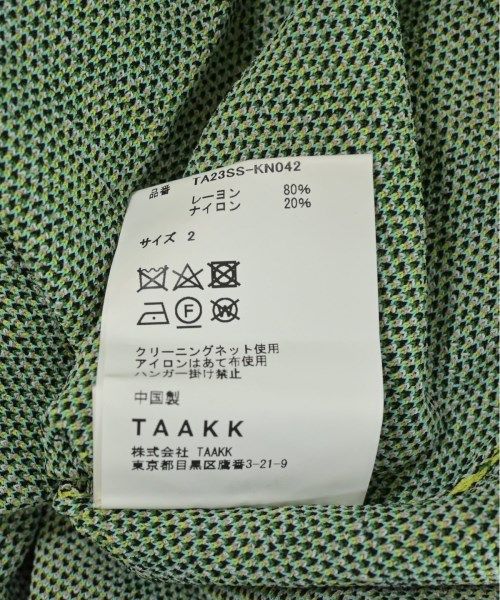 品番 TA23SS-KN042
レーヨン 80%
ナイロン 20%
サイズ 2
F W
クリーニングネット使用
アイロンはあて布使用
ハンガー掛け禁止
中国製
TAAKK
株式会社 TAAKK
東京都目黒区鷹番3-21-9